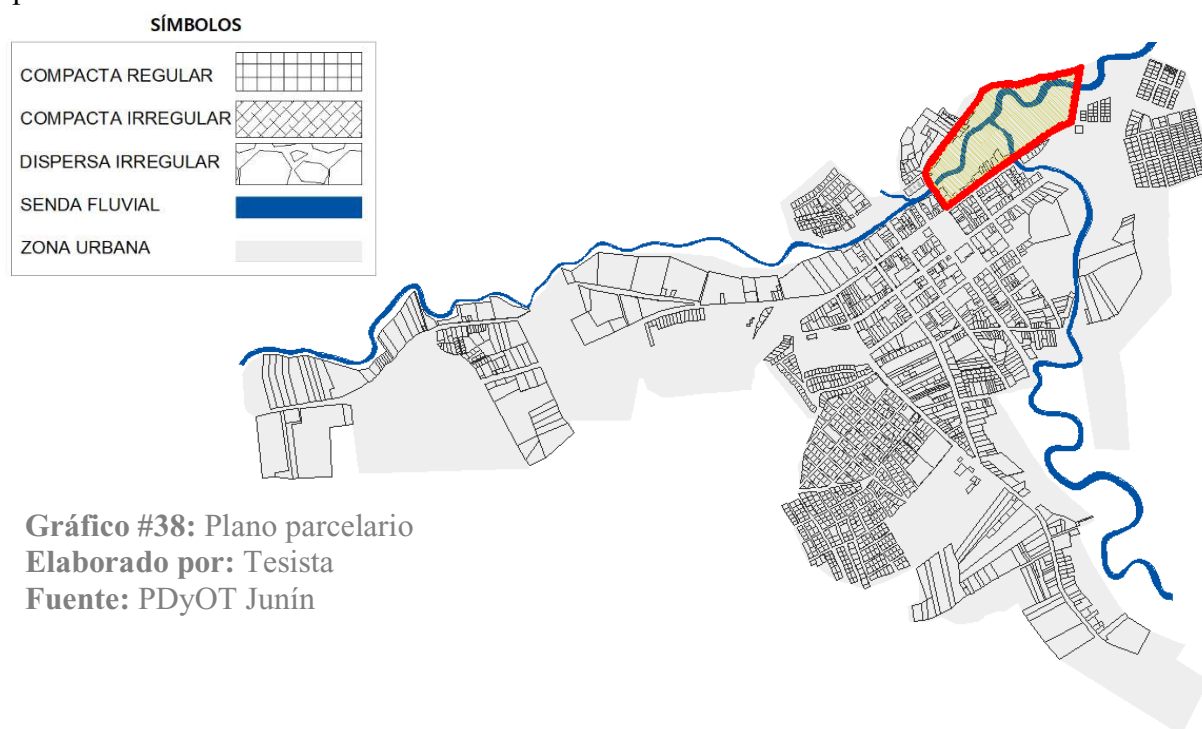 SÍMBOLOS
COMPACTA REGULAR
COMPACTA IRREGULAR
DISPERSA IRREGULAR
SENDA FLUVIAL
ZONA URBANA
Gráfico #38: Plano parcelario
Elaborado por: Tesista
Fuente: PDyOT Junín